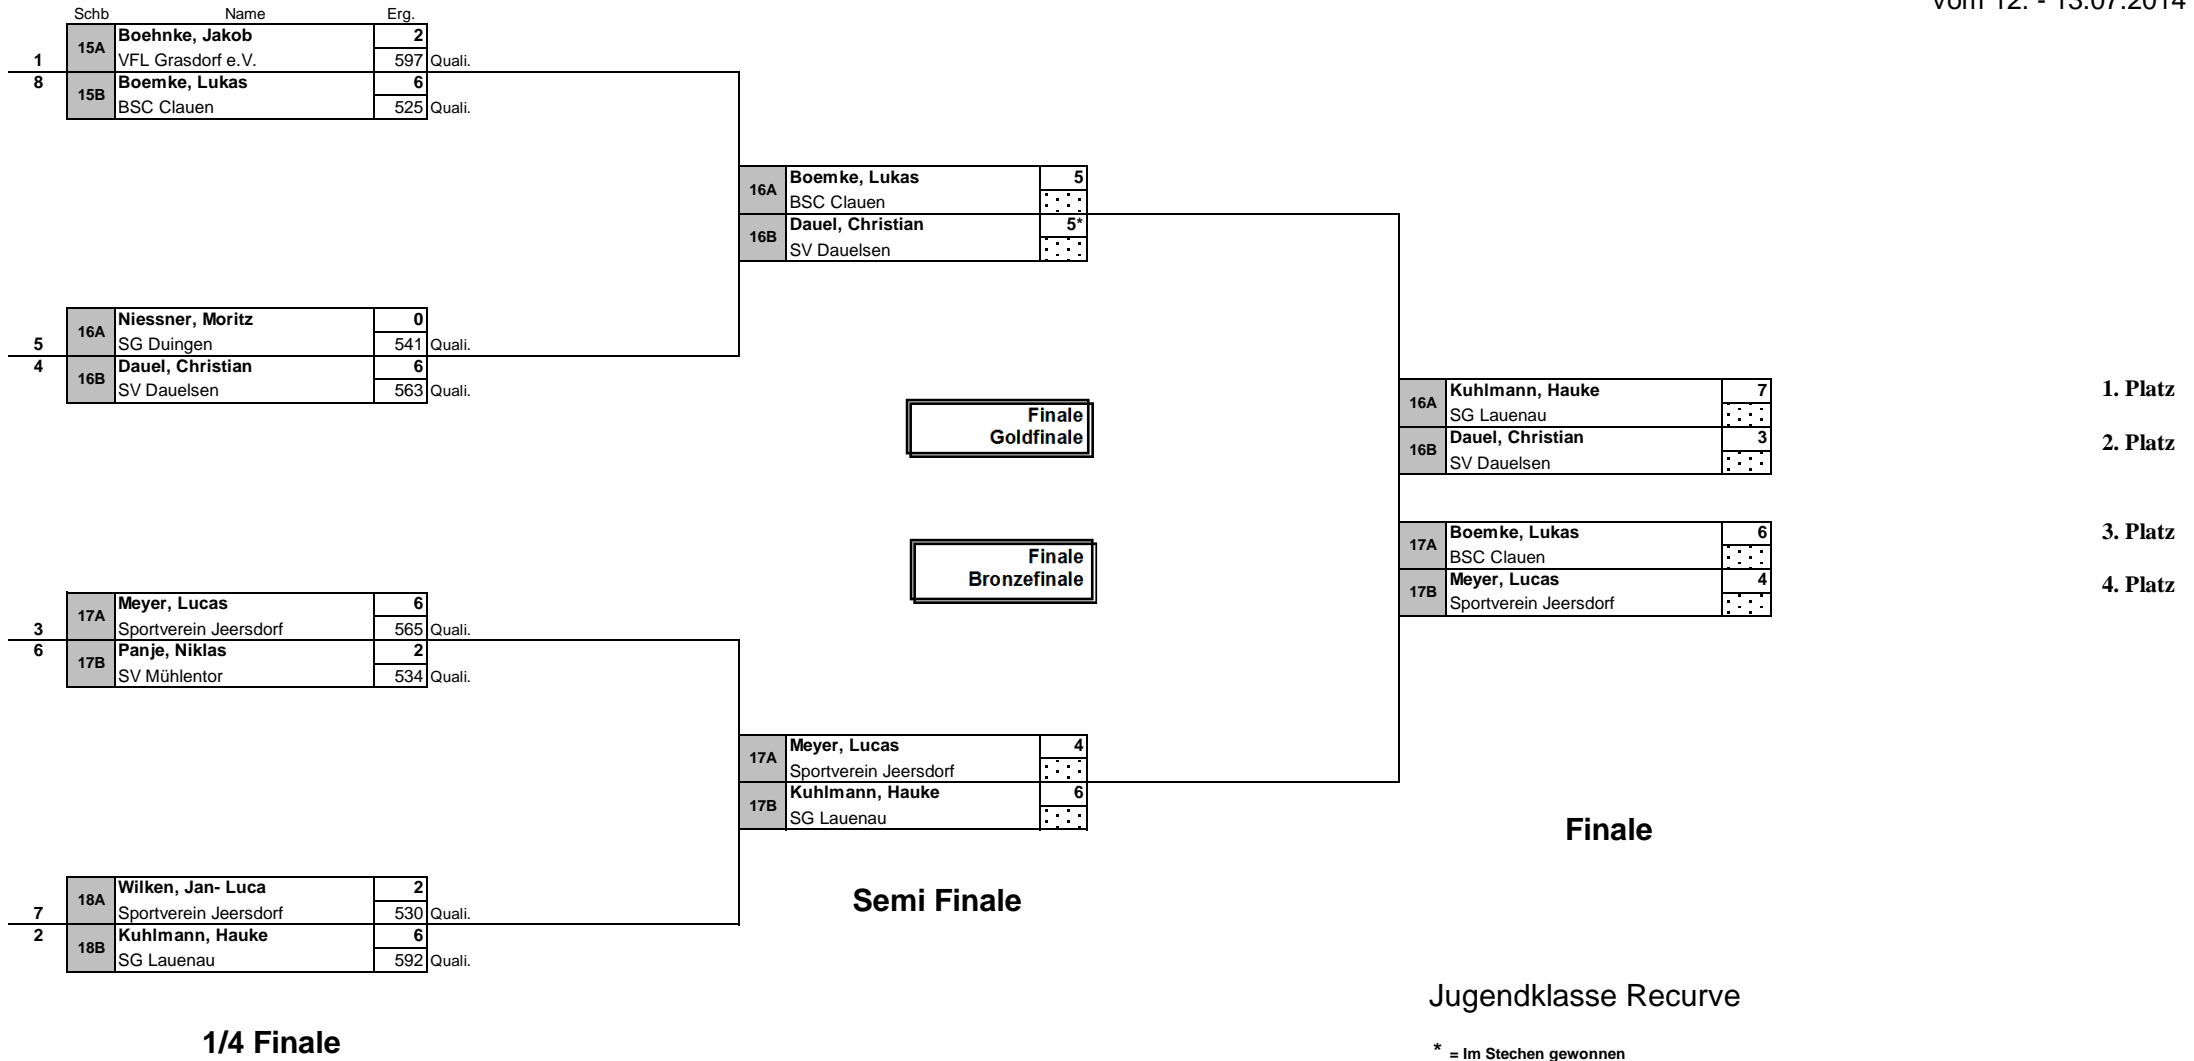 vom 12. - 13.07.2014
Schb Name Erg.
15A Boehnke, Jakob 2
1 VFL Grasdorf e.V. 597 Quali.
8 15B Boemke, Lukas 6
BSC Clauen 525 Quali.
16A Boemke, Lukas 5
BSC Clauen
16B Dauel, Christian 5*
SV Dauelsen
16A Niessner, Moritz 0
5 SG Duingen 541 Quali.
4 16B Dauel, Christian 6
SV Dauelsen 563 Quali.
Finale
Goldfinale
16A Kuhlmann, Hauke 7 1. Platz
SG Lauenau
16B Dauel, Christian 3 2. Platz
SV Dauelsen
Finale
Bronzefinale
17A Boemke, Lukas 6 3. Platz
BSC Clauen
17B Meyer, Lucas 4 4. Platz
Sportverein Jeersdorf
17A Meyer, Lucas 6
3 Sportverein Jeersdorf 565 Quali.
6 17B Panje, Niklas 2
SV Mühlentor 534 Quali.
17A Meyer, Lucas 4
Sportverein Jeersdorf
17B Kuhlmann, Hauke 6
SG Lauenau
Finale
18A Wilken, Jan- Luca 2
7 Sportverein Jeersdorf 530 Quali.
2 18B Kuhlmann, Hauke 6
SG Lauenau 592 Quali.
Semi Finale
Jugendklasse Recurve
1/4 Finale
* = Im Stechen gewonnen